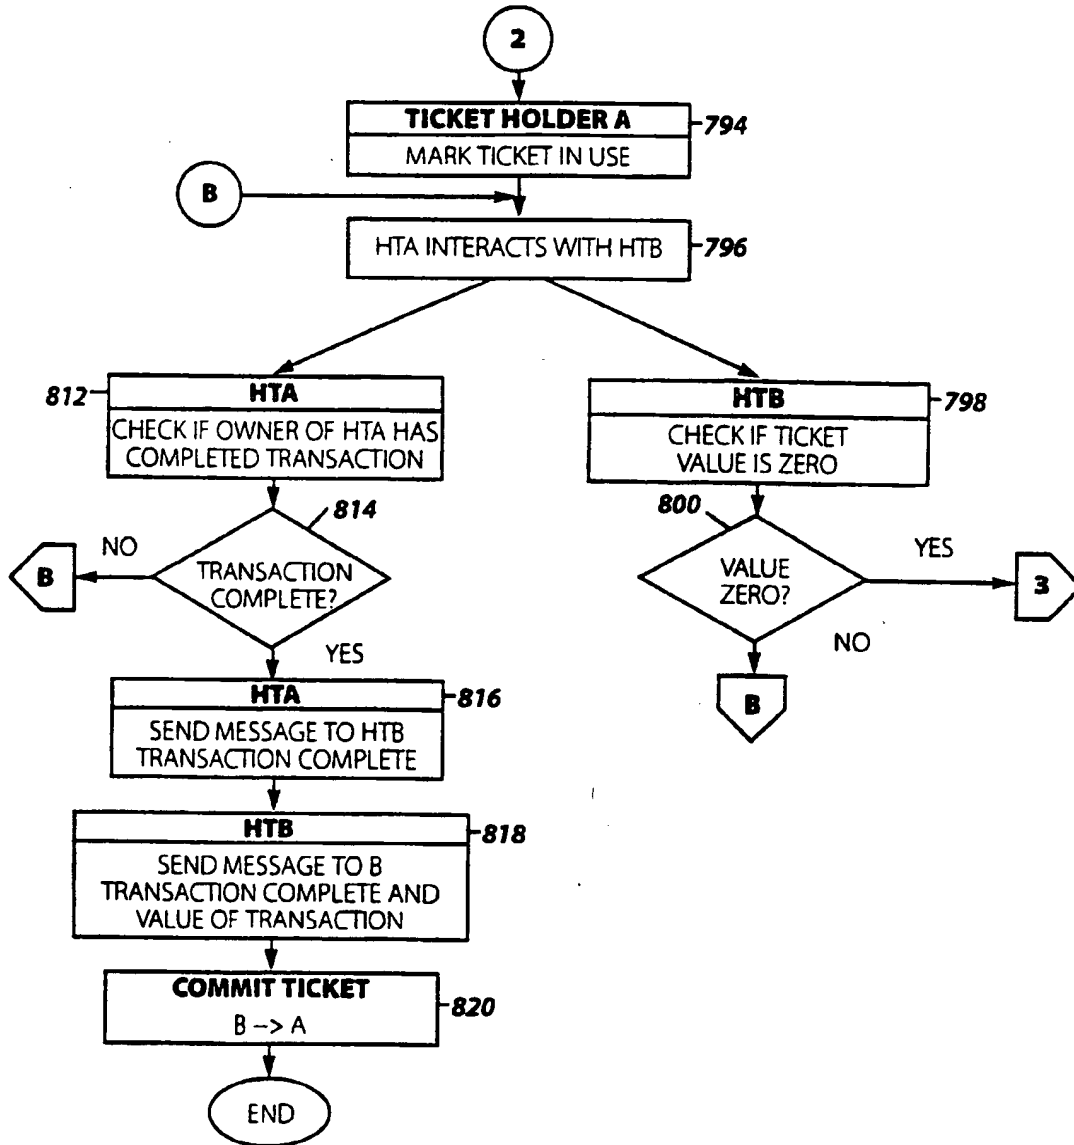 2
TICKET HOLDER A
794
MARK TICKET IN USE
B
HTA INTERACTS WITH HTB
796
812
HTA
CHECK IF OWNER OF HTA HAS
COMPLETED TRANSACTION
814
TRANSACTION
COMPLETE?
NO
B
YES
HTA
816
SEND MESSAGE TO HTB
TRANSACTION COMPLETE
HTB
818
SEND MESSAGE TO B
TRANSACTION COMPLETE AND
VALUE OF TRANSACTION
COMMIT TICKET
820
B --> A
END
HTB
798
CHECK IF TICKET
VALUE IS ZERO
800
VALUE
ZERO?
YES
3
NO
B